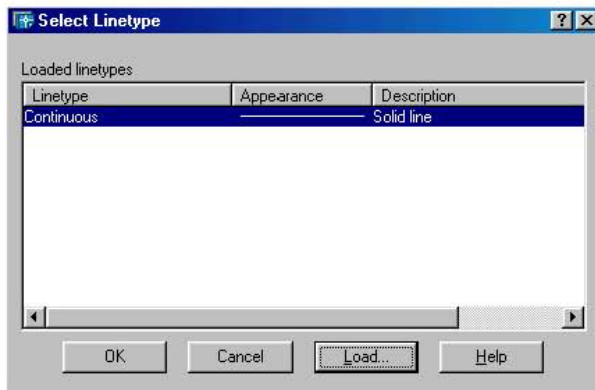 Select Linetype
Loaded linetypes
Linetype Appearance Description
Continuous Solid line
OK Cancel Load... Help